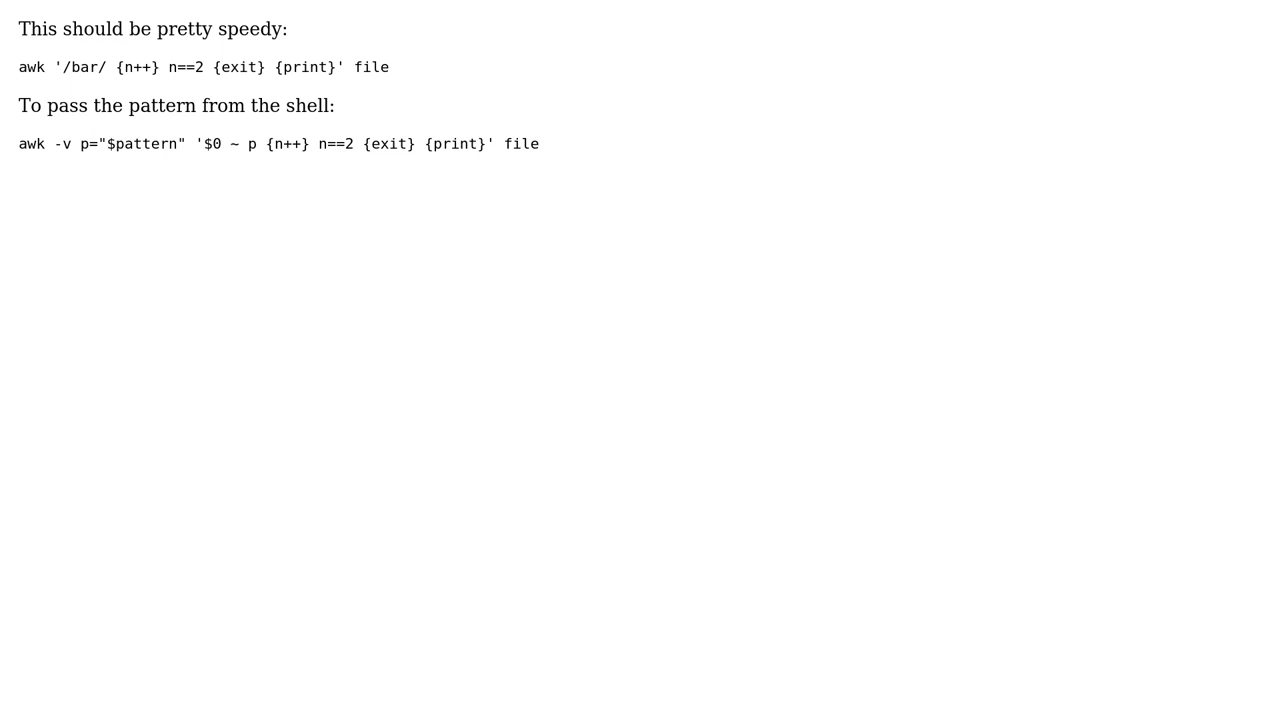 This should be pretty speedy:
awk '/bar/ {n++} n==2 {exit} {print}' file
To pass the pattern from the shell:
awk -v p="$pattern" '$0 ~ p {n++} n==2 {exit} {print}' file